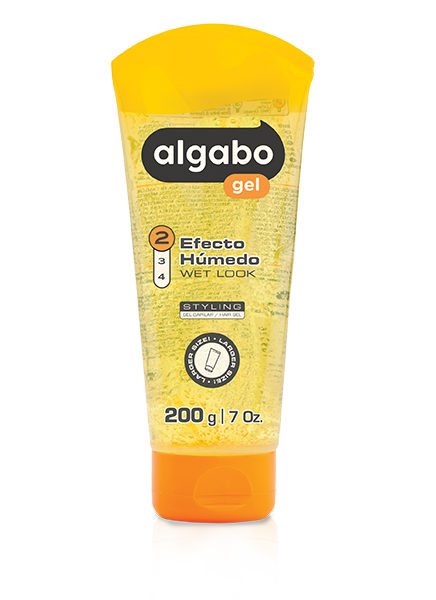 algabo
gel
2
3
4
Efecto
Húmedo
WET LOOK
STYLING
GEL CAPILAR / HAIR GEL
LARGER SIZE! • LARGER SIZE! •
200 g | 7 Oz.